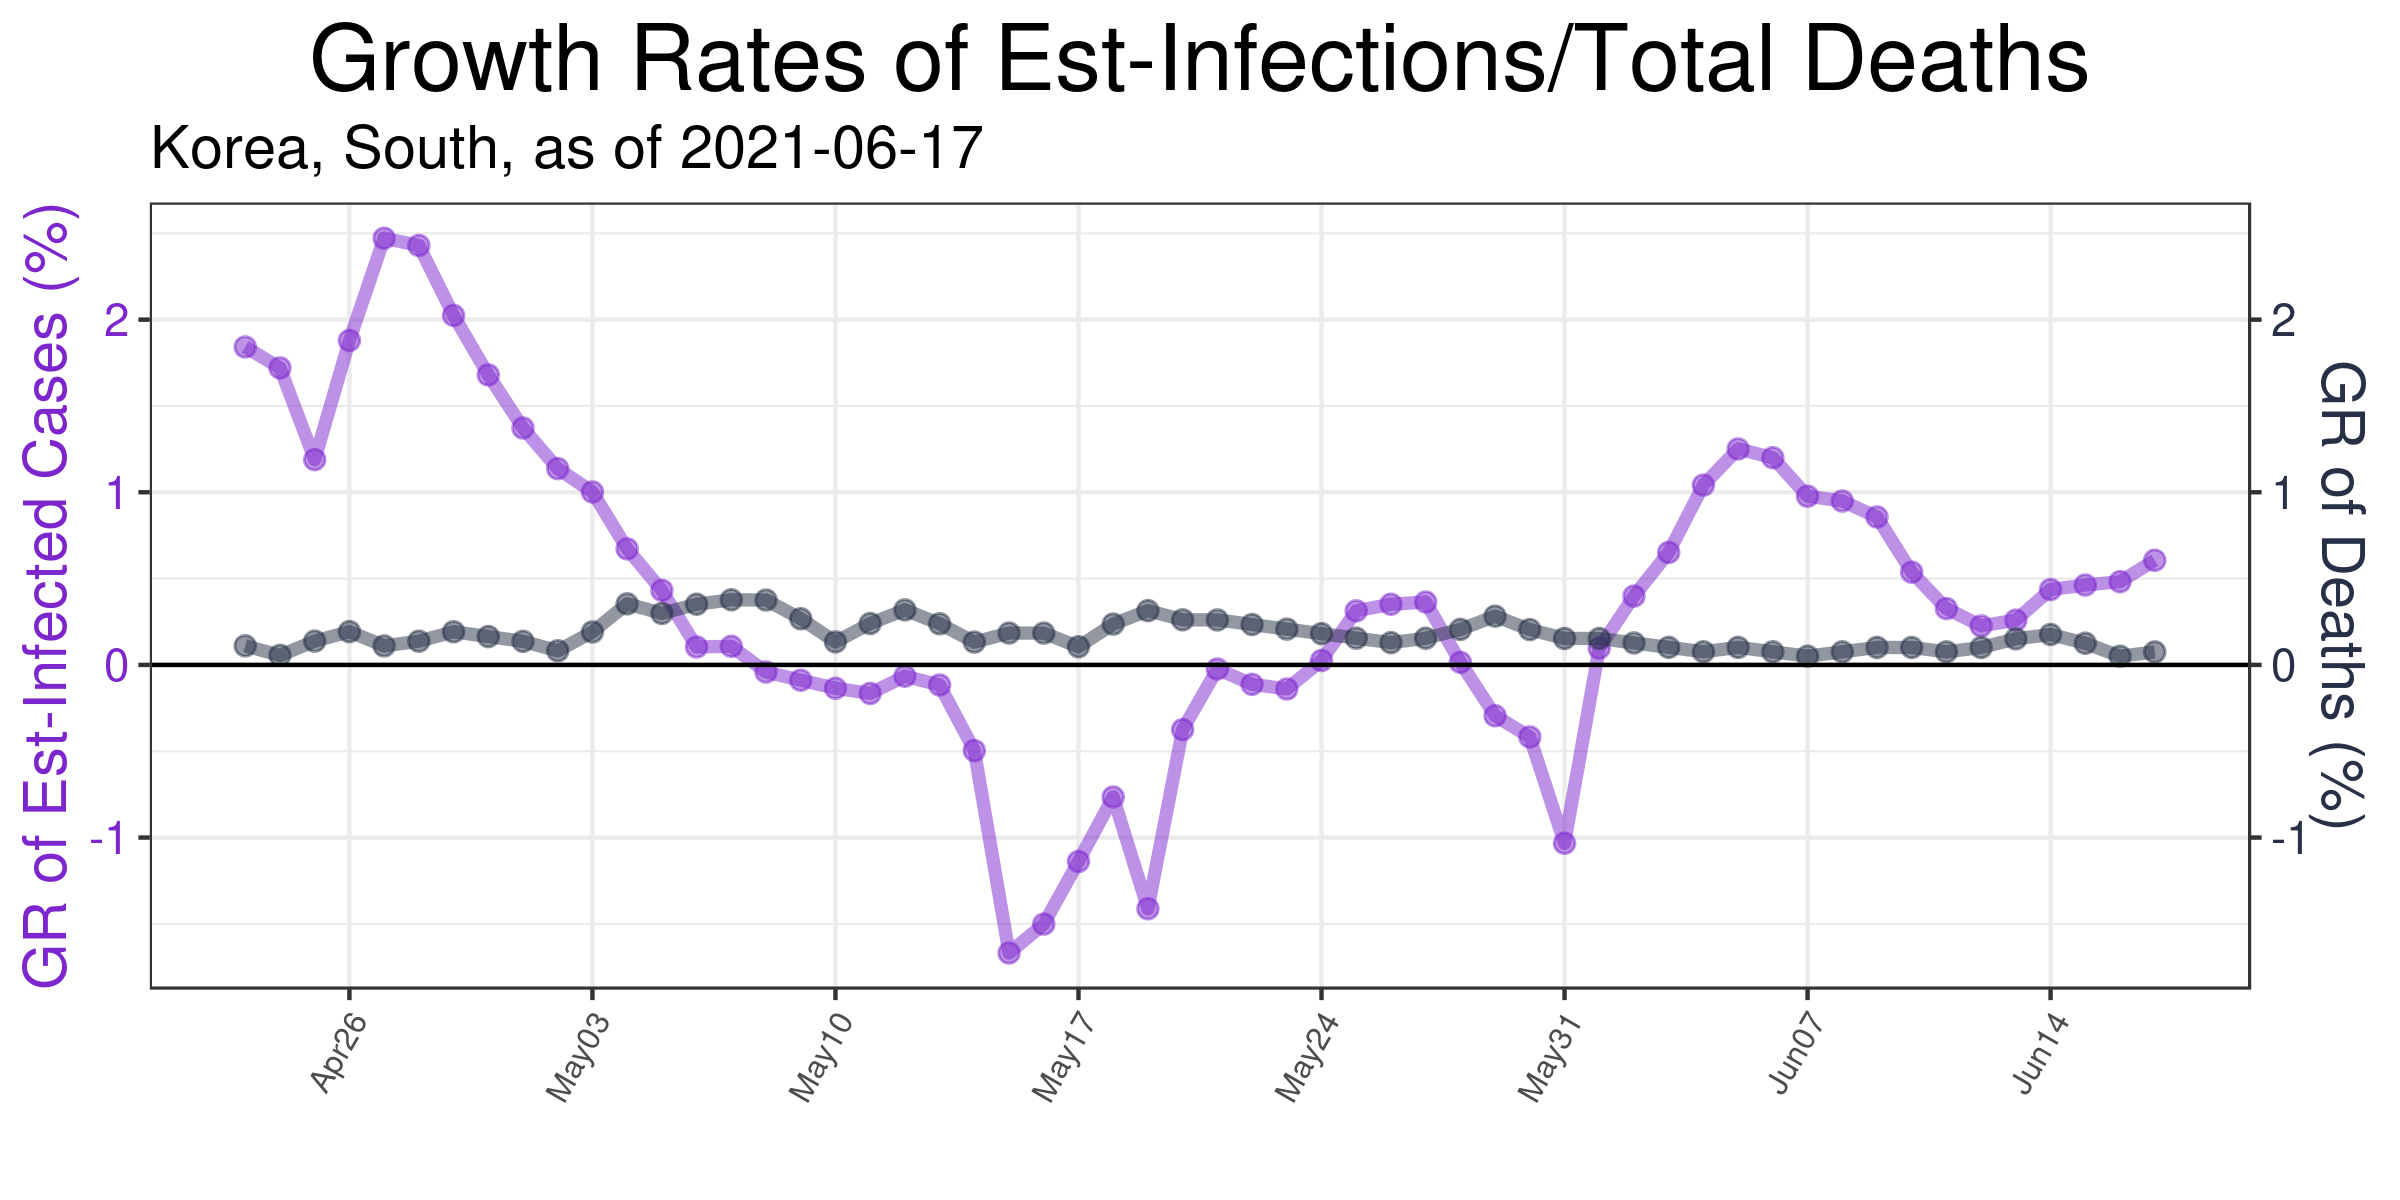 Growth Rates of Est-Infections/Total Deaths
Korea, South, as of 2021-06-17
GR of Est-Infected Cases (%)
2
1
0
-1
2
1
0
-1
GR of Deaths (%)
Apr26
May03
May10
May17
May24
May31
Jun07
Jun14